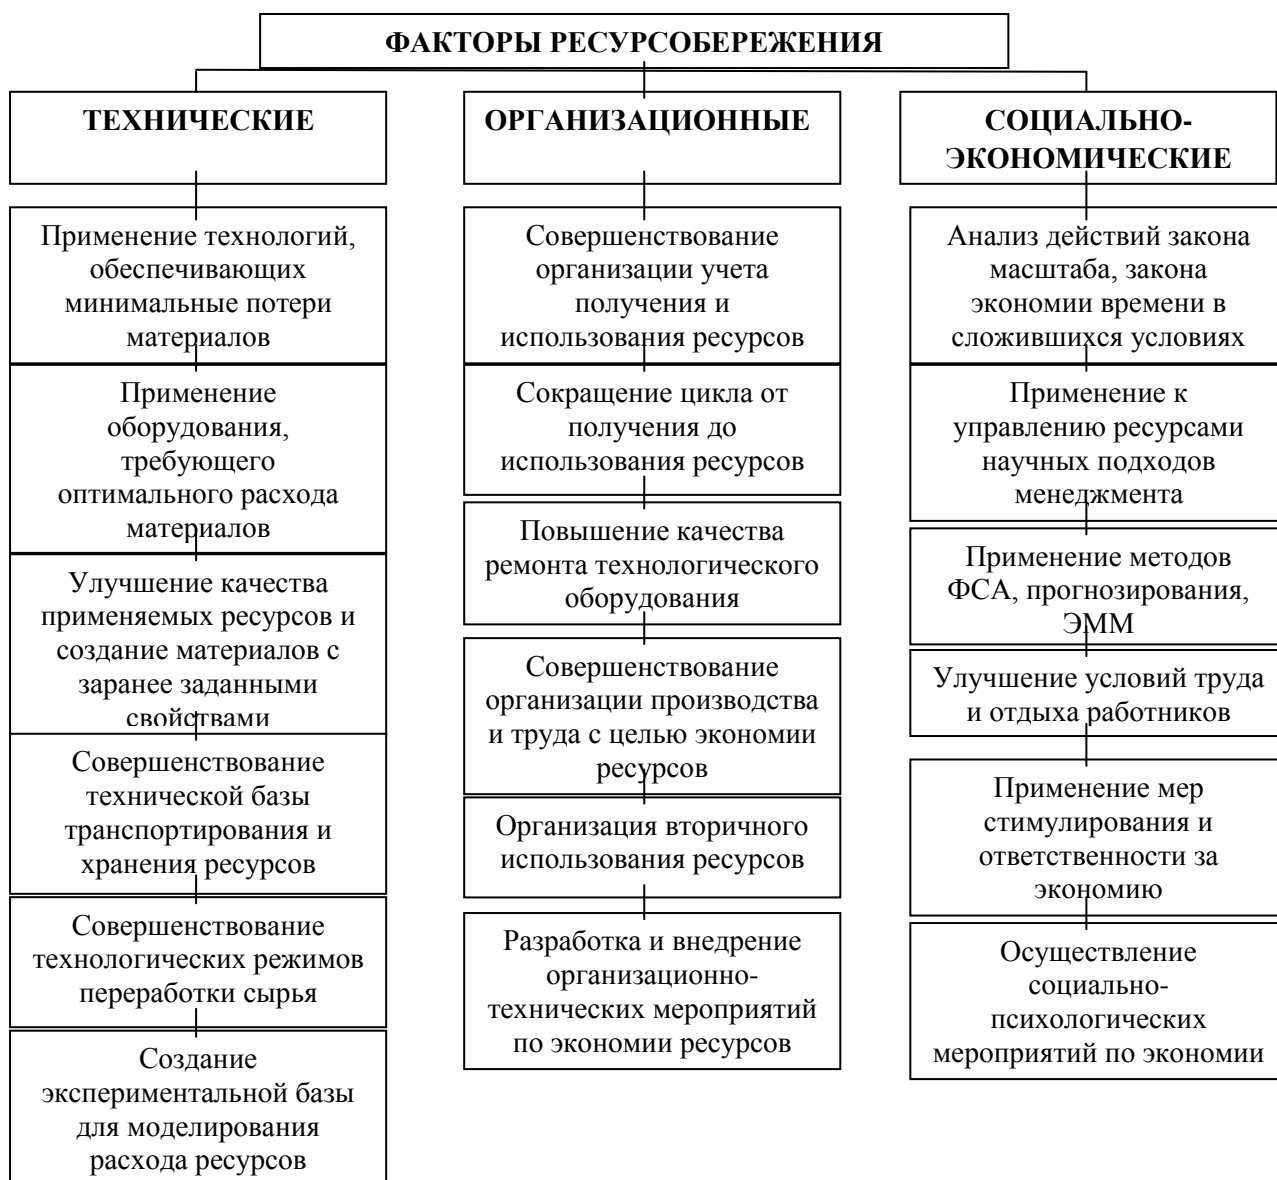 ФАКТОРЫ РЕСУРСОБЕРЕЖЕНИЯ
ТЕХНИЧЕСКИЕ
Применение технологий,
обеспечивающих
минимальные потери
материалов
Применение
оборудования,
требующего
оптимального расхода
материалов
Улучшение качества
применяемых ресурсов и
создание материалов с
заранее заданными
свойствами
Совершенствование
технической базы
транспортирования и
хранения ресурсов
Совершенствование
технологических режимов
переработки сырья
Создание
экспериментальной базы
для моделирования
расхода ресурсов
ОРГАНИЗАЦИОННЫЕ
Совершенствование
организации учета
получения и
использования ресурсов
Сокращение цикла от
получения до
использования ресурсов
Повышение качества
ремонта технологического
оборудования
Совершенствование
организации производства
и труда с целью экономии
ресурсов
Организация вторичного
использования ресурсов
Разработка и внедрение
организационно-
технических мероприятий
по экономии ресурсов
СОЦИАЛЬНО-
ЭКОНОМИЧЕСКИЕ
Анализ действий закона
масштаба, закона
экономии времени в
сложившихся условиях
Применение к
управлению ресурсами
научных подходов
менеджмента
Применение методов
ФСА, прогнозирования,
ЭММ
Улучшение условий труда
и отдыха работников
Применение мер
стимулирования и
ответственности за
экономию
Осуществление
социально-
психологических
мероприятий по экономии